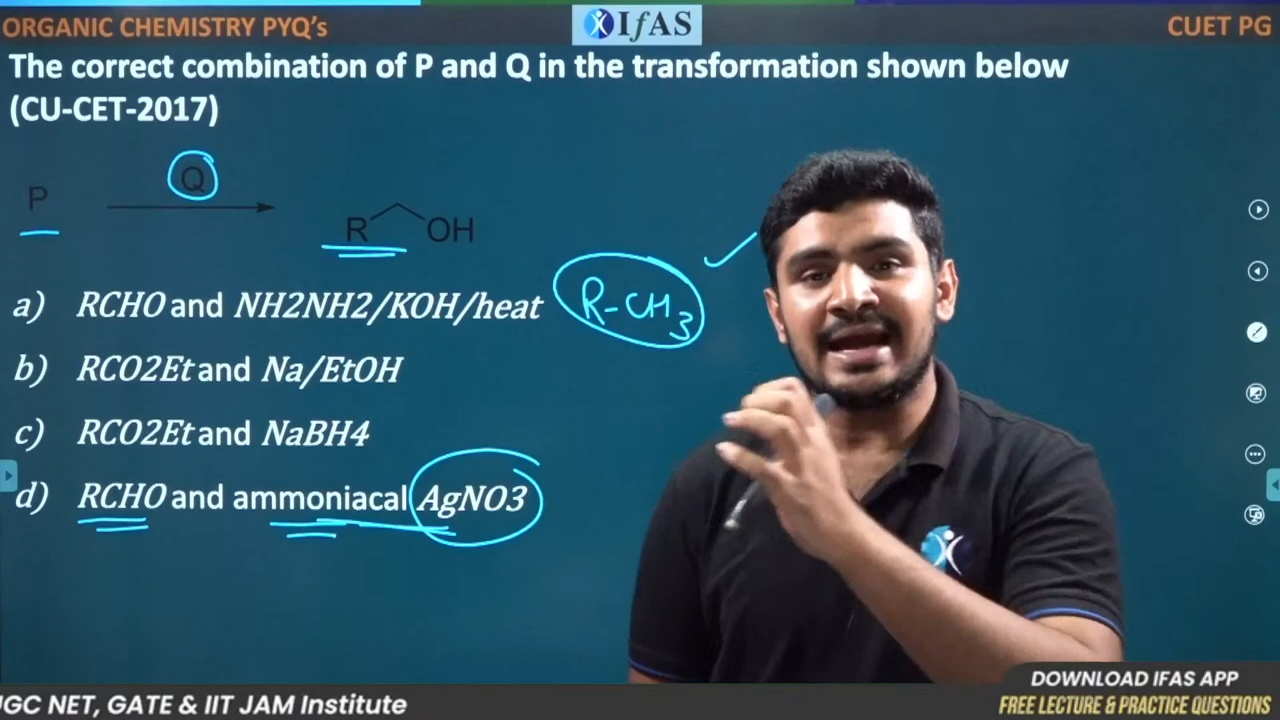 ORGANIC CHEMISTRY PYQ's
IfAS
CUET PG
The correct combination of P and Q in the transformation shown below
(CU-CET-2017)
P
Q
R
OH
a) RCHO and NH2NH2/KOH/heat
R-CH3
b) RCO2Et and Na/EtOH
c) RCO2Et and NaBH4
d) RCHO and ammoniacal AgNO3
DOWNLOAD IFAS APP
GC NET, GATE & IIT JAM Institute
FREE LECTURE & PRACTICE QUESTIONS